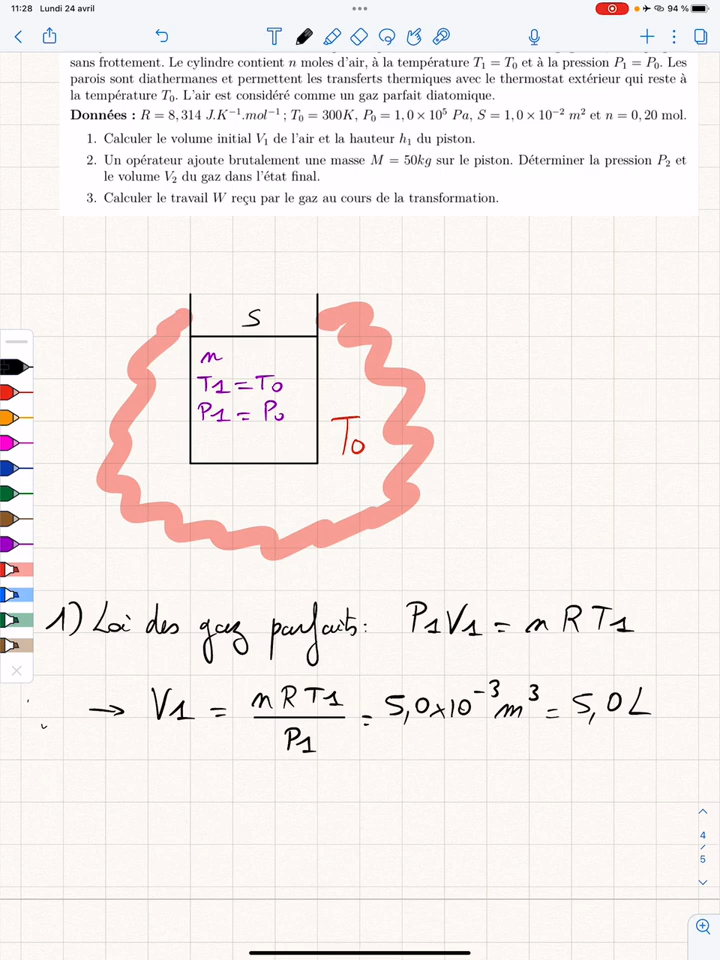 11:28 Lundi 24 avril
94 %
sans frottement. Le cylindre contient n moles d'air, à la température T₁ = T₀ et à la pression P₁ = P₀. Les
parois sont diathermanes et permettent les transferts thermiques avec le thermostat extérieur qui reste à
la température T₀. L'air est considéré comme un gaz parfait diatomique.
Données : R = 8,314 J.K⁻¹.mol⁻¹ ; T₀ = 300K, P₀ = 1,0 × 10⁵ Pa, S = 1,0 × 10⁻² m² et n = 0,20 mol.
1. Calculer le volume initial V₁ de l'air et la hauteur h₁ du piston.
2. Un opérateur ajoute brutalement une masse M = 50kg sur le piston. Déterminer la pression P₂ et
le volume V₂ du gaz dans l'état final.
3. Calculer le travail W reçu par le gaz au cours de la transformation.
S
n
T1 = T0
P1 = P0
T0
1) Loi des gaz parfaits : P1V1 = n R T1
→ V1 = n R T1 / P1 = 5,0×10⁻³ m³ = 5,0 L
4
/
5